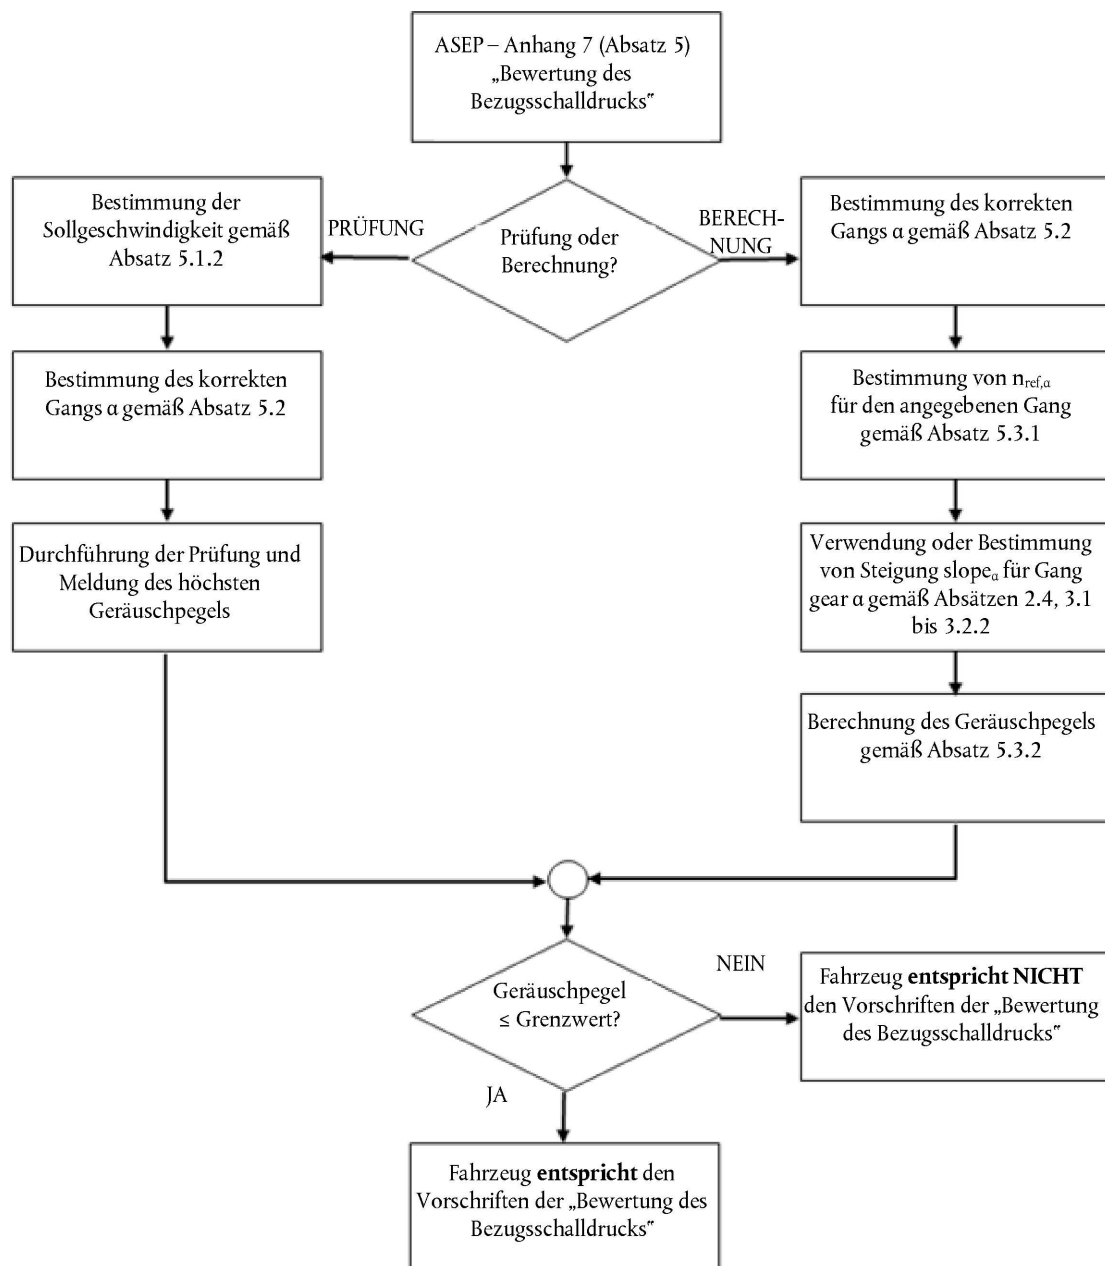 ASEP – Anhang 7 (Absatz 5)
„Bewertung des
Bezugsschalldrucks"
Prüfung oder
Berechnung?
PRÜFUNG
BERECH-
NUNG
Bestimmung der
Sollgeschwindigkeit gemäß
Absatz 5.1.2
Bestimmung des korrekten
Gangs α gemäß Absatz 5.2
Durchführung der Prüfung und
Meldung des höchsten
Geräuschpegels
Bestimmung des korrekten
Gangs α gemäß Absatz 5.2
Bestimmung von nref,α
für den angegebenen Gang
gemäß Absatz 5.3.1
Verwendung oder Bestimmung
von Steigung slopeα für Gang
gear α gemäß Absätzen 2.4, 3.1
bis 3.2.2
Berechnung des Geräuschpegels
gemäß Absatz 5.3.2
Geräuschpegel
≤ Grenzwert?
NEIN
Fahrzeug entspricht NICHT
den Vorschriften der „Bewertung
des Bezugsschalldrucks"
JA
Fahrzeug entspricht den
Vorschriften der „Bewertung des
Bezugsschalldrucks"